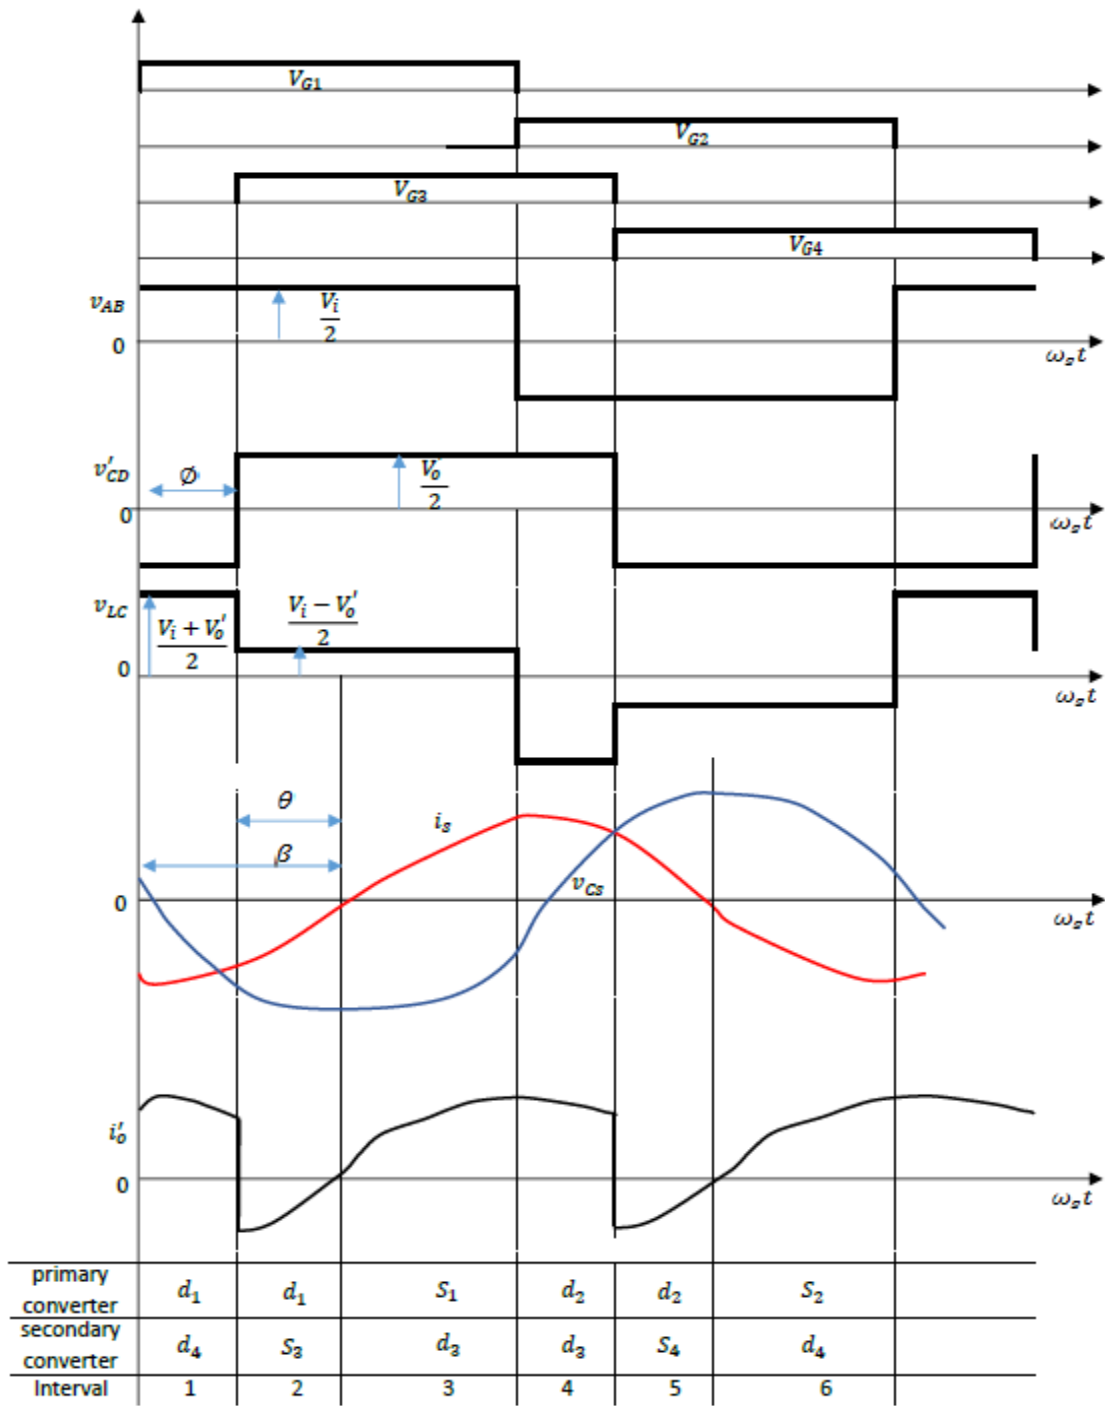 V_G1
V_G2
V_G3
V_G4
v_AB
V_i/2
0
ω_s t
v'_CD
Ø
V_o/2
0
ω_s t
v_LC
(V_i + V_o')/2
(V_i − V_o')/2
0
ω_s t
θ
β
i_s
v_Cs
0
ω_s t
i'_o
0
ω_s t
primary converter d_1 d_1 S_1 d_2 d_2 S_2
secondary converter d_4 S_3 d_3 d_3 S_4 d_4
Interval 1 2 3 4 5 6